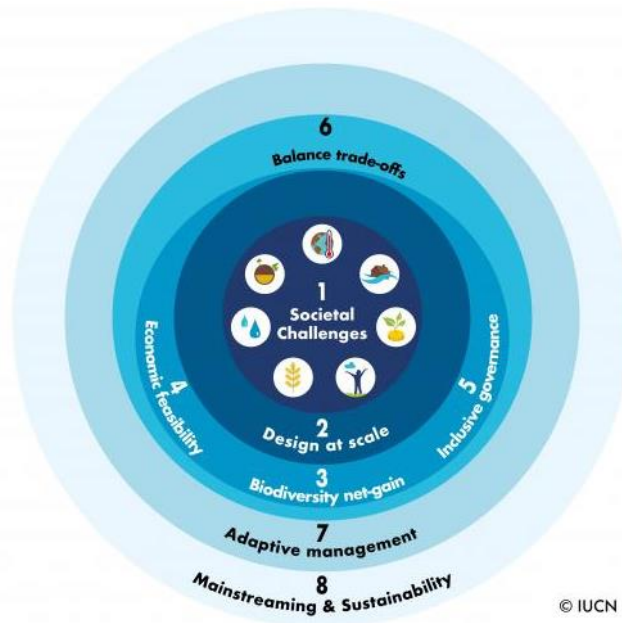 6
Balance trade-offs
1
Societal
Challenges
4
Economic feasibility
5
Inclusive governance
2
Design at scale
3
Biodiversity net-gain
7
Adaptive management
8
Mainstreaming & Sustainability
© IUCN